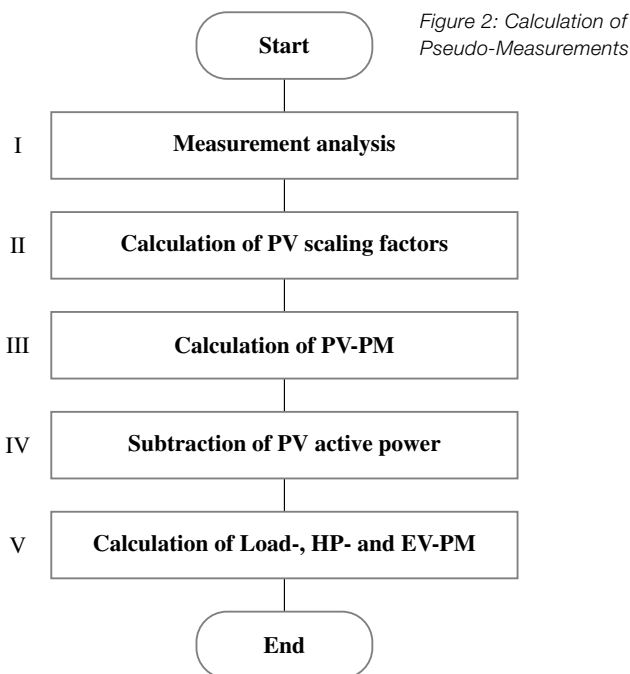 Figure 2: Calculation of
Pseudo-Measurements
Start
I Measurement analysis
II Calculation of PV scaling factors
III Calculation of PV-PM
IV Subtraction of PV active power
V Calculation of Load-, HP- and EV-PM
End